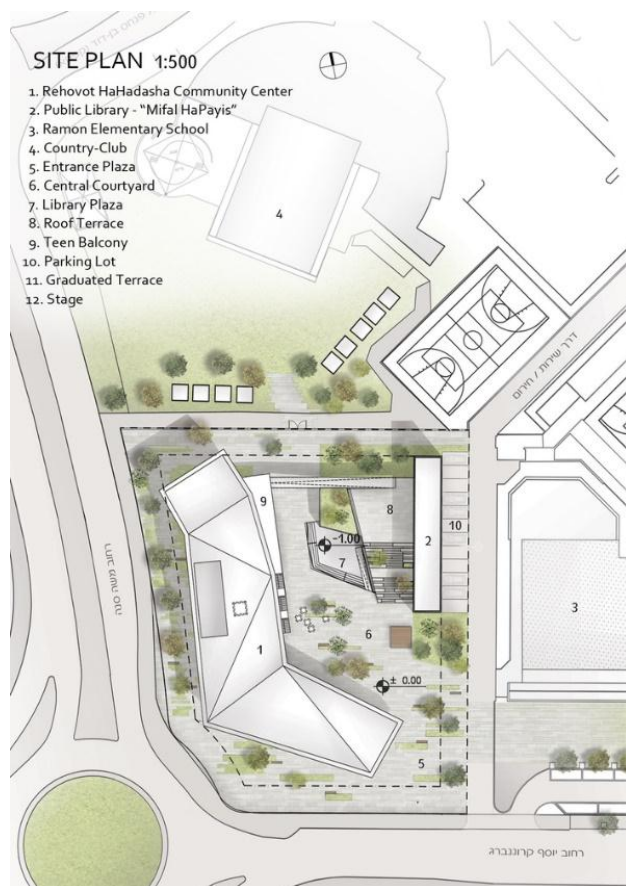 SITE PLAN 1:500
1. Rehovot HaHadasha Community Center
2. Public Library - "Mifal HaPayis"
3. Ramon Elementary School
4. Country-Club
5. Entrance Plaza
6. Central Courtyard
7. Library Plaza
8. Roof Terrace
9. Teen Balcony
10. Parking Lot
11. Graduated Terrace
12. Stage
4
דרך שירות / חירום
9
8
10
-1.00
2
7
3
6
1
± 0.00
5
רחוב יוסף קרוננברג